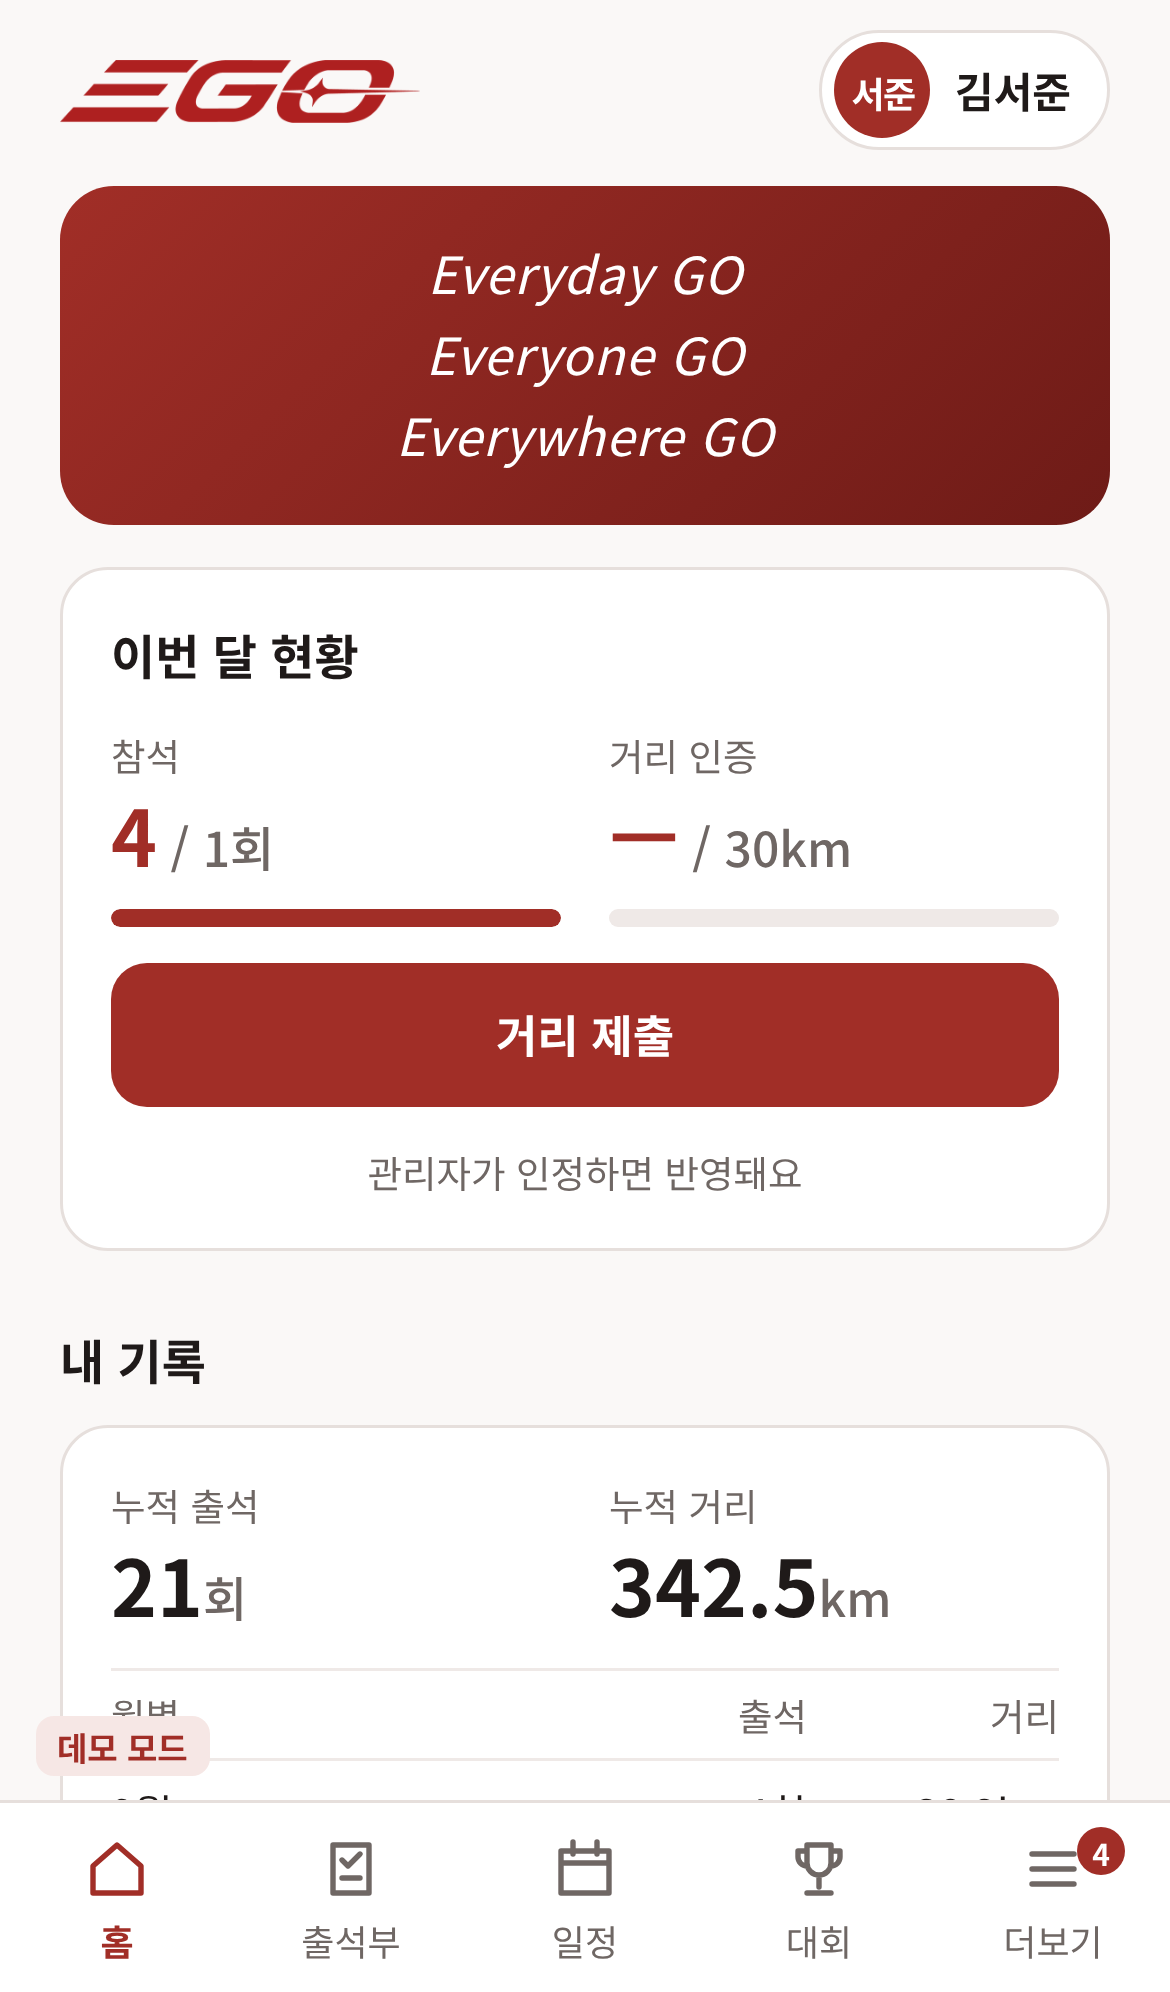 EGO
서준 김서준
Everyday GO
Everyone GO
Everywhere GO
이번 달 현황
참석 거리 인증
4 / 1회 — / 30km
거리 제출
관리자가 인정하면 반영돼요
내 기록
누적 출석 누적 거리
21회 342.5km
월별 출석 거리
데모 모드
4
홈 출석부 일정 대회 더보기